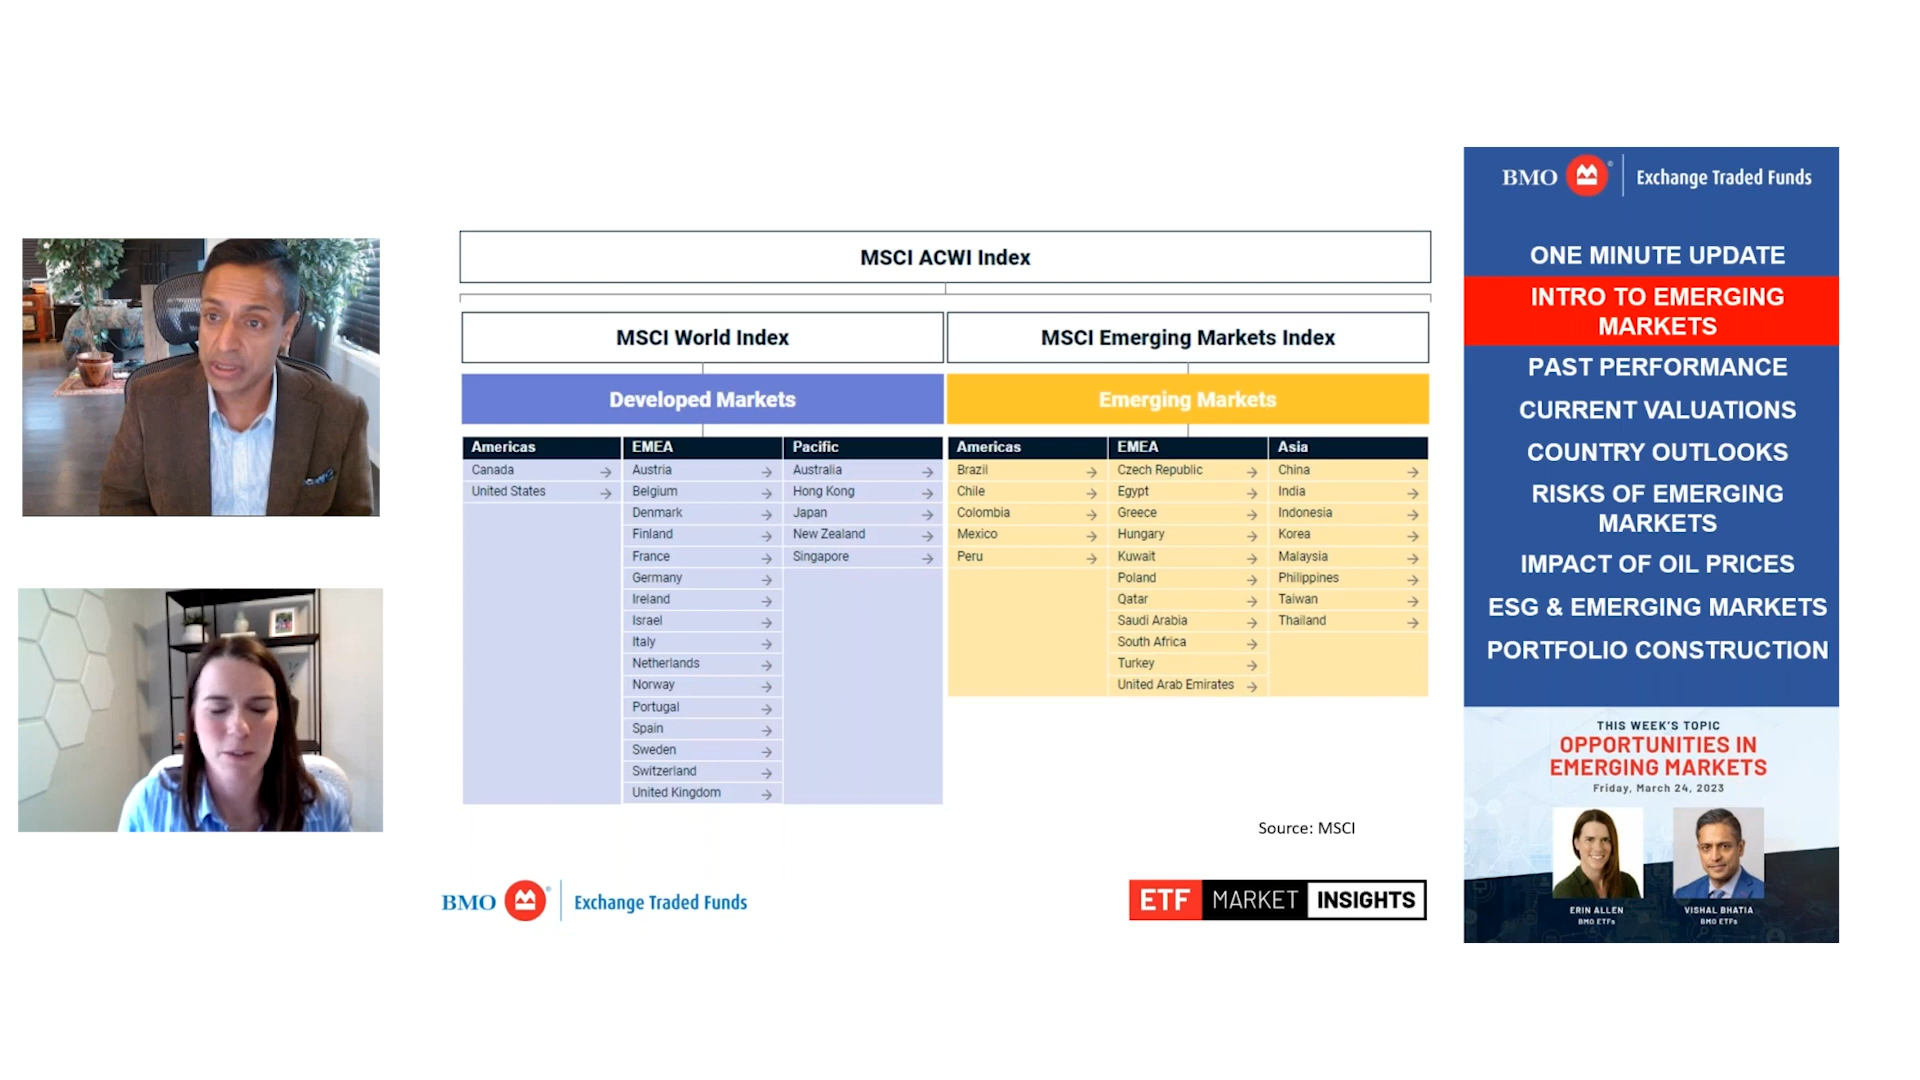 MSCI ACWI Index
MSCI World Index
MSCI Emerging Markets Index
Developed Markets
Emerging Markets
Americas
Canada
United States
EMEA
Austria
Belgium
Denmark
Finland
France
Germany
Ireland
Israel
Italy
Netherlands
Norway
Portugal
Spain
Sweden
Switzerland
United Kingdom
Pacific
Australia
Hong Kong
Japan
New Zealand
Singapore
Americas
Brazil
Chile
Colombia
Mexico
Peru
EMEA
Czech Republic
Egypt
Greece
Hungary
Kuwait
Poland
Qatar
Saudi Arabia
South Africa
Turkey
United Arab Emirates
Asia
China
India
Indonesia
Korea
Malaysia
Philippines
Taiwan
Thailand
Source: MSCI
BMO ® Exchange Traded Funds
ETF MARKET INSIGHTS
BMO ® Exchange Traded Funds
ONE MINUTE UPDATE
INTRO TO EMERGING
MARKETS
PAST PERFORMANCE
CURRENT VALUATIONS
COUNTRY OUTLOOKS
RISKS OF EMERGING
MARKETS
IMPACT OF OIL PRICES
ESG & EMERGING MARKETS
PORTFOLIO CONSTRUCTION
THIS WEEK'S TOPIC
OPPORTUNITIES IN
EMERGING MARKETS
Friday, March 24, 2023
ERIN ALLEN
BMO ETFs
VISHAL BHATIA
BMO ETFs